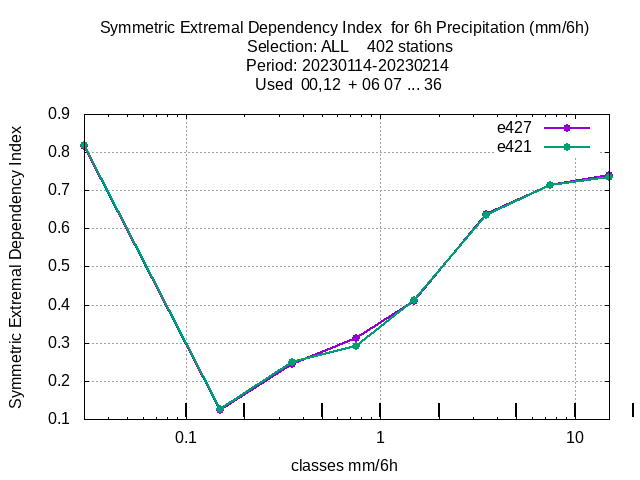 Symmetric Extremal Dependency Index  for 6h Precipitation (mm/6h)
Selection: ALL    402 stations
Period: 20230114-20230214
Used  00,12  + 06 07 ... 36
e427
e421
Symmetric Extremal Dependency Index
0.9
0.8
0.7
0.6
0.5
0.4
0.3
0.2
0.1
0.1 1 10
classes mm/6h